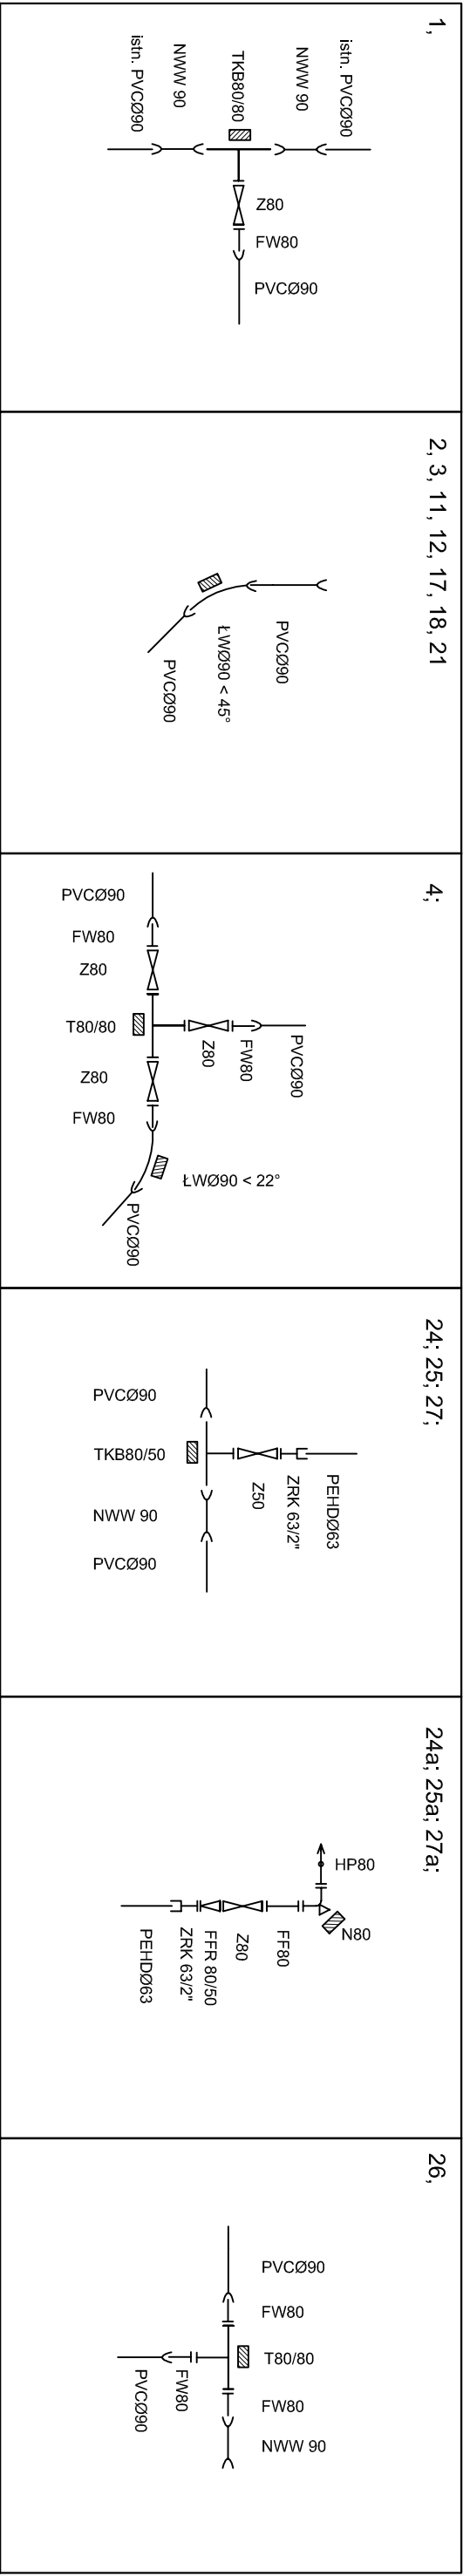 1,
istn. PVCØ90
NWW 90
TKB80/80
NWW 90
istn. PVCØ90
Z80
FW80
PVCØ90
2, 3, 11, 12, 17, 18, 21
PVCØ90
ŁWØ90 < 45°
PVCØ90
4;
PVCØ90
FW80
Z80
T80/80
Z80
FW80
PVCØ90
Z80
FW80
PVCØ90
ŁWØ90 < 22°
24; 25; 27;
PVCØ90
TKB80/50
NWW 90
PVCØ90
Z50
ZRK 63/2"
PEHDØ63
24a; 25a; 27a;
HP80
N80
FF80
Z80
FFR 80/50
ZRK 63/2"
PEHDØ63
26,
PVCØ90
FW80
T80/80
FW80
NWW 90
FW80
PVCØ90